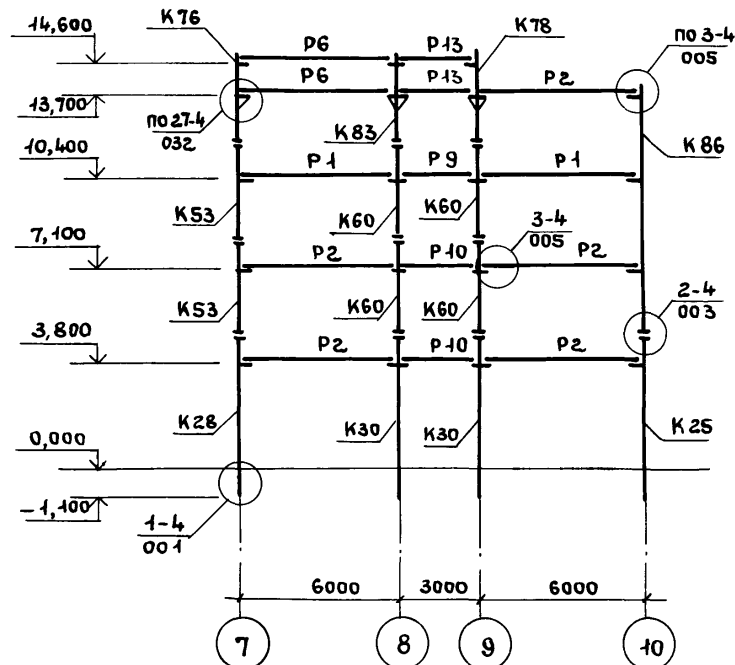 14,600 К76 Р6 Р13 К78 ПО 3-4
005
13,700 Р6 Р13 Р2
ПО 27-4
032
К83
10,400 Р1 Р9 Р1 К86
К53 К60 К60
7,100 Р2 Р10 3-4
005
Р2
К53 К60 К60 2-4
003
3,800 Р2 Р10 Р2
К28 К30 К30 К25
0,000
-1,100
1-4
001
6000 3000 6000
7 8 9 10